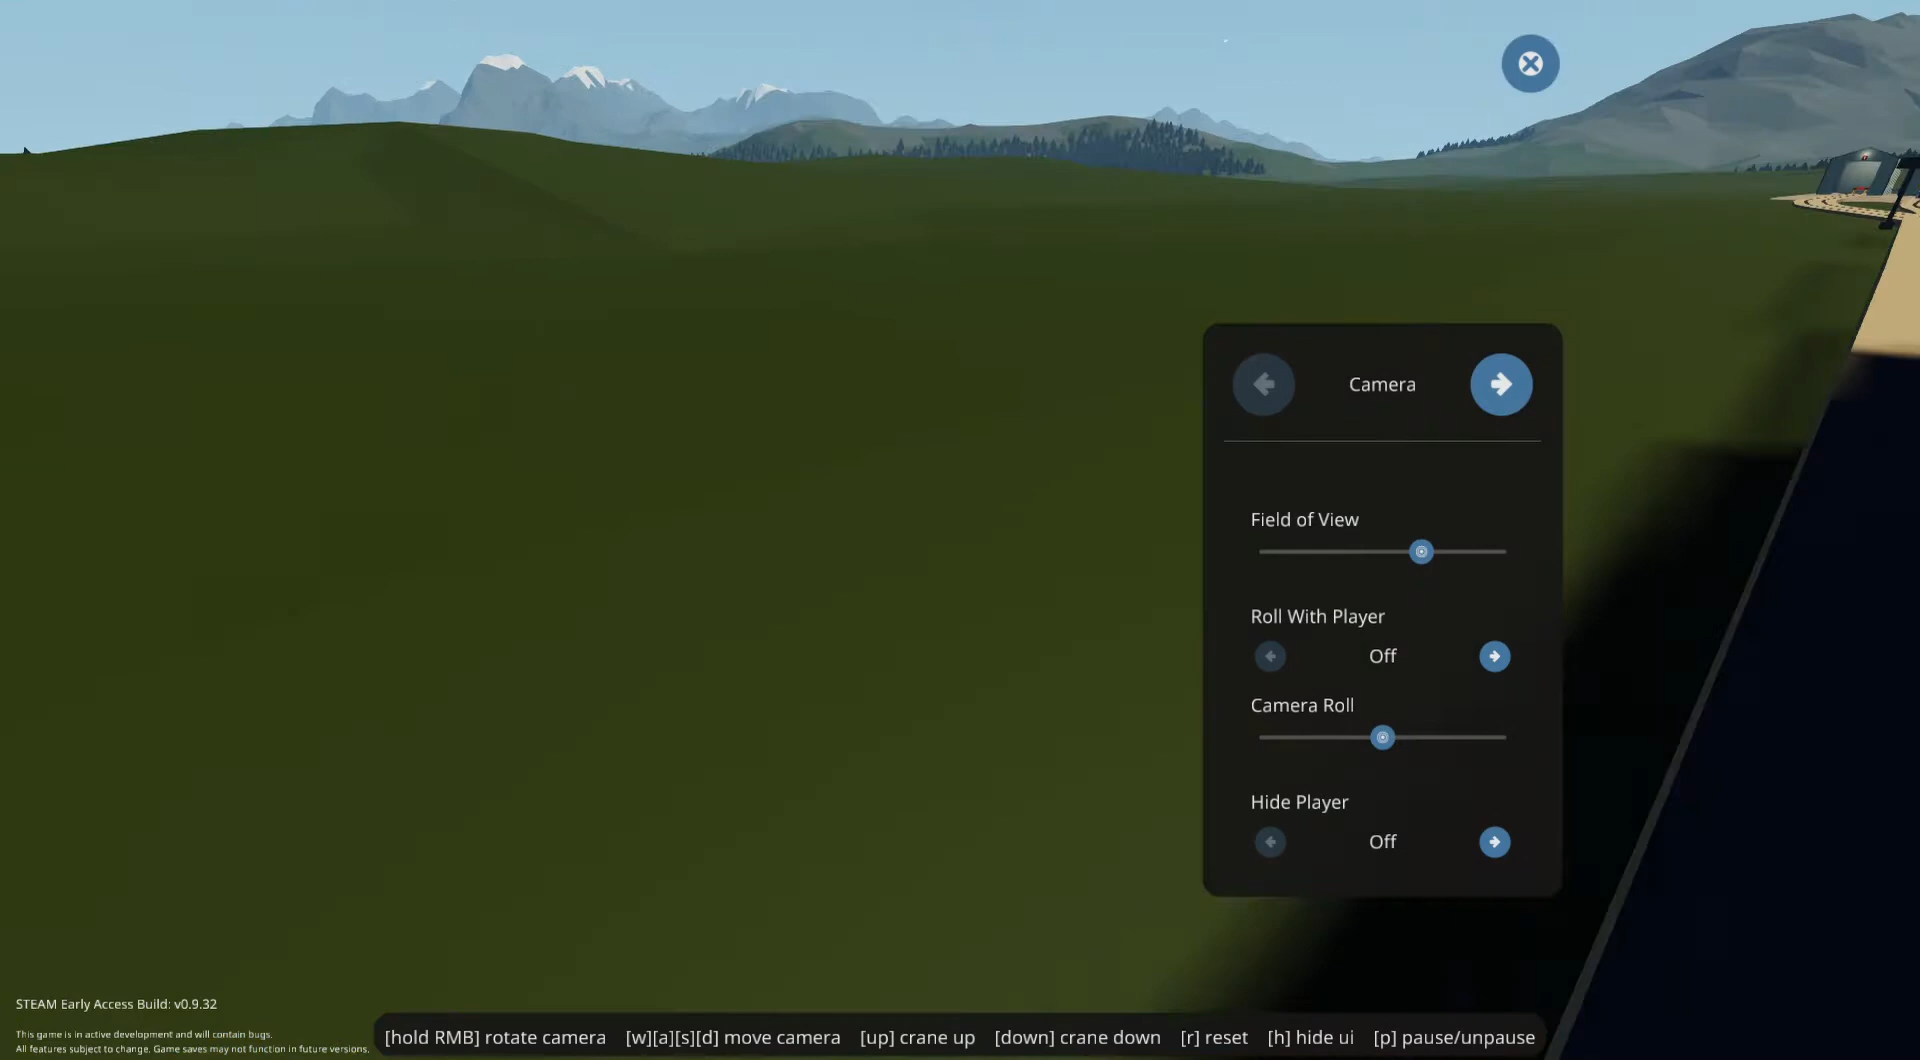 Camera
Field of View
Roll With Player
Off
Camera Roll
Hide Player
Off
STEAM Early Access Build: v0.9.32
This game is in active development and will contain bugs.
All features subject to change. Game saves may not function in future versions.
[hold RMB] rotate camera [w][a][s][d] move camera [up] crane up [down] crane down [r] reset [h] hide ui [p] pause/unpause